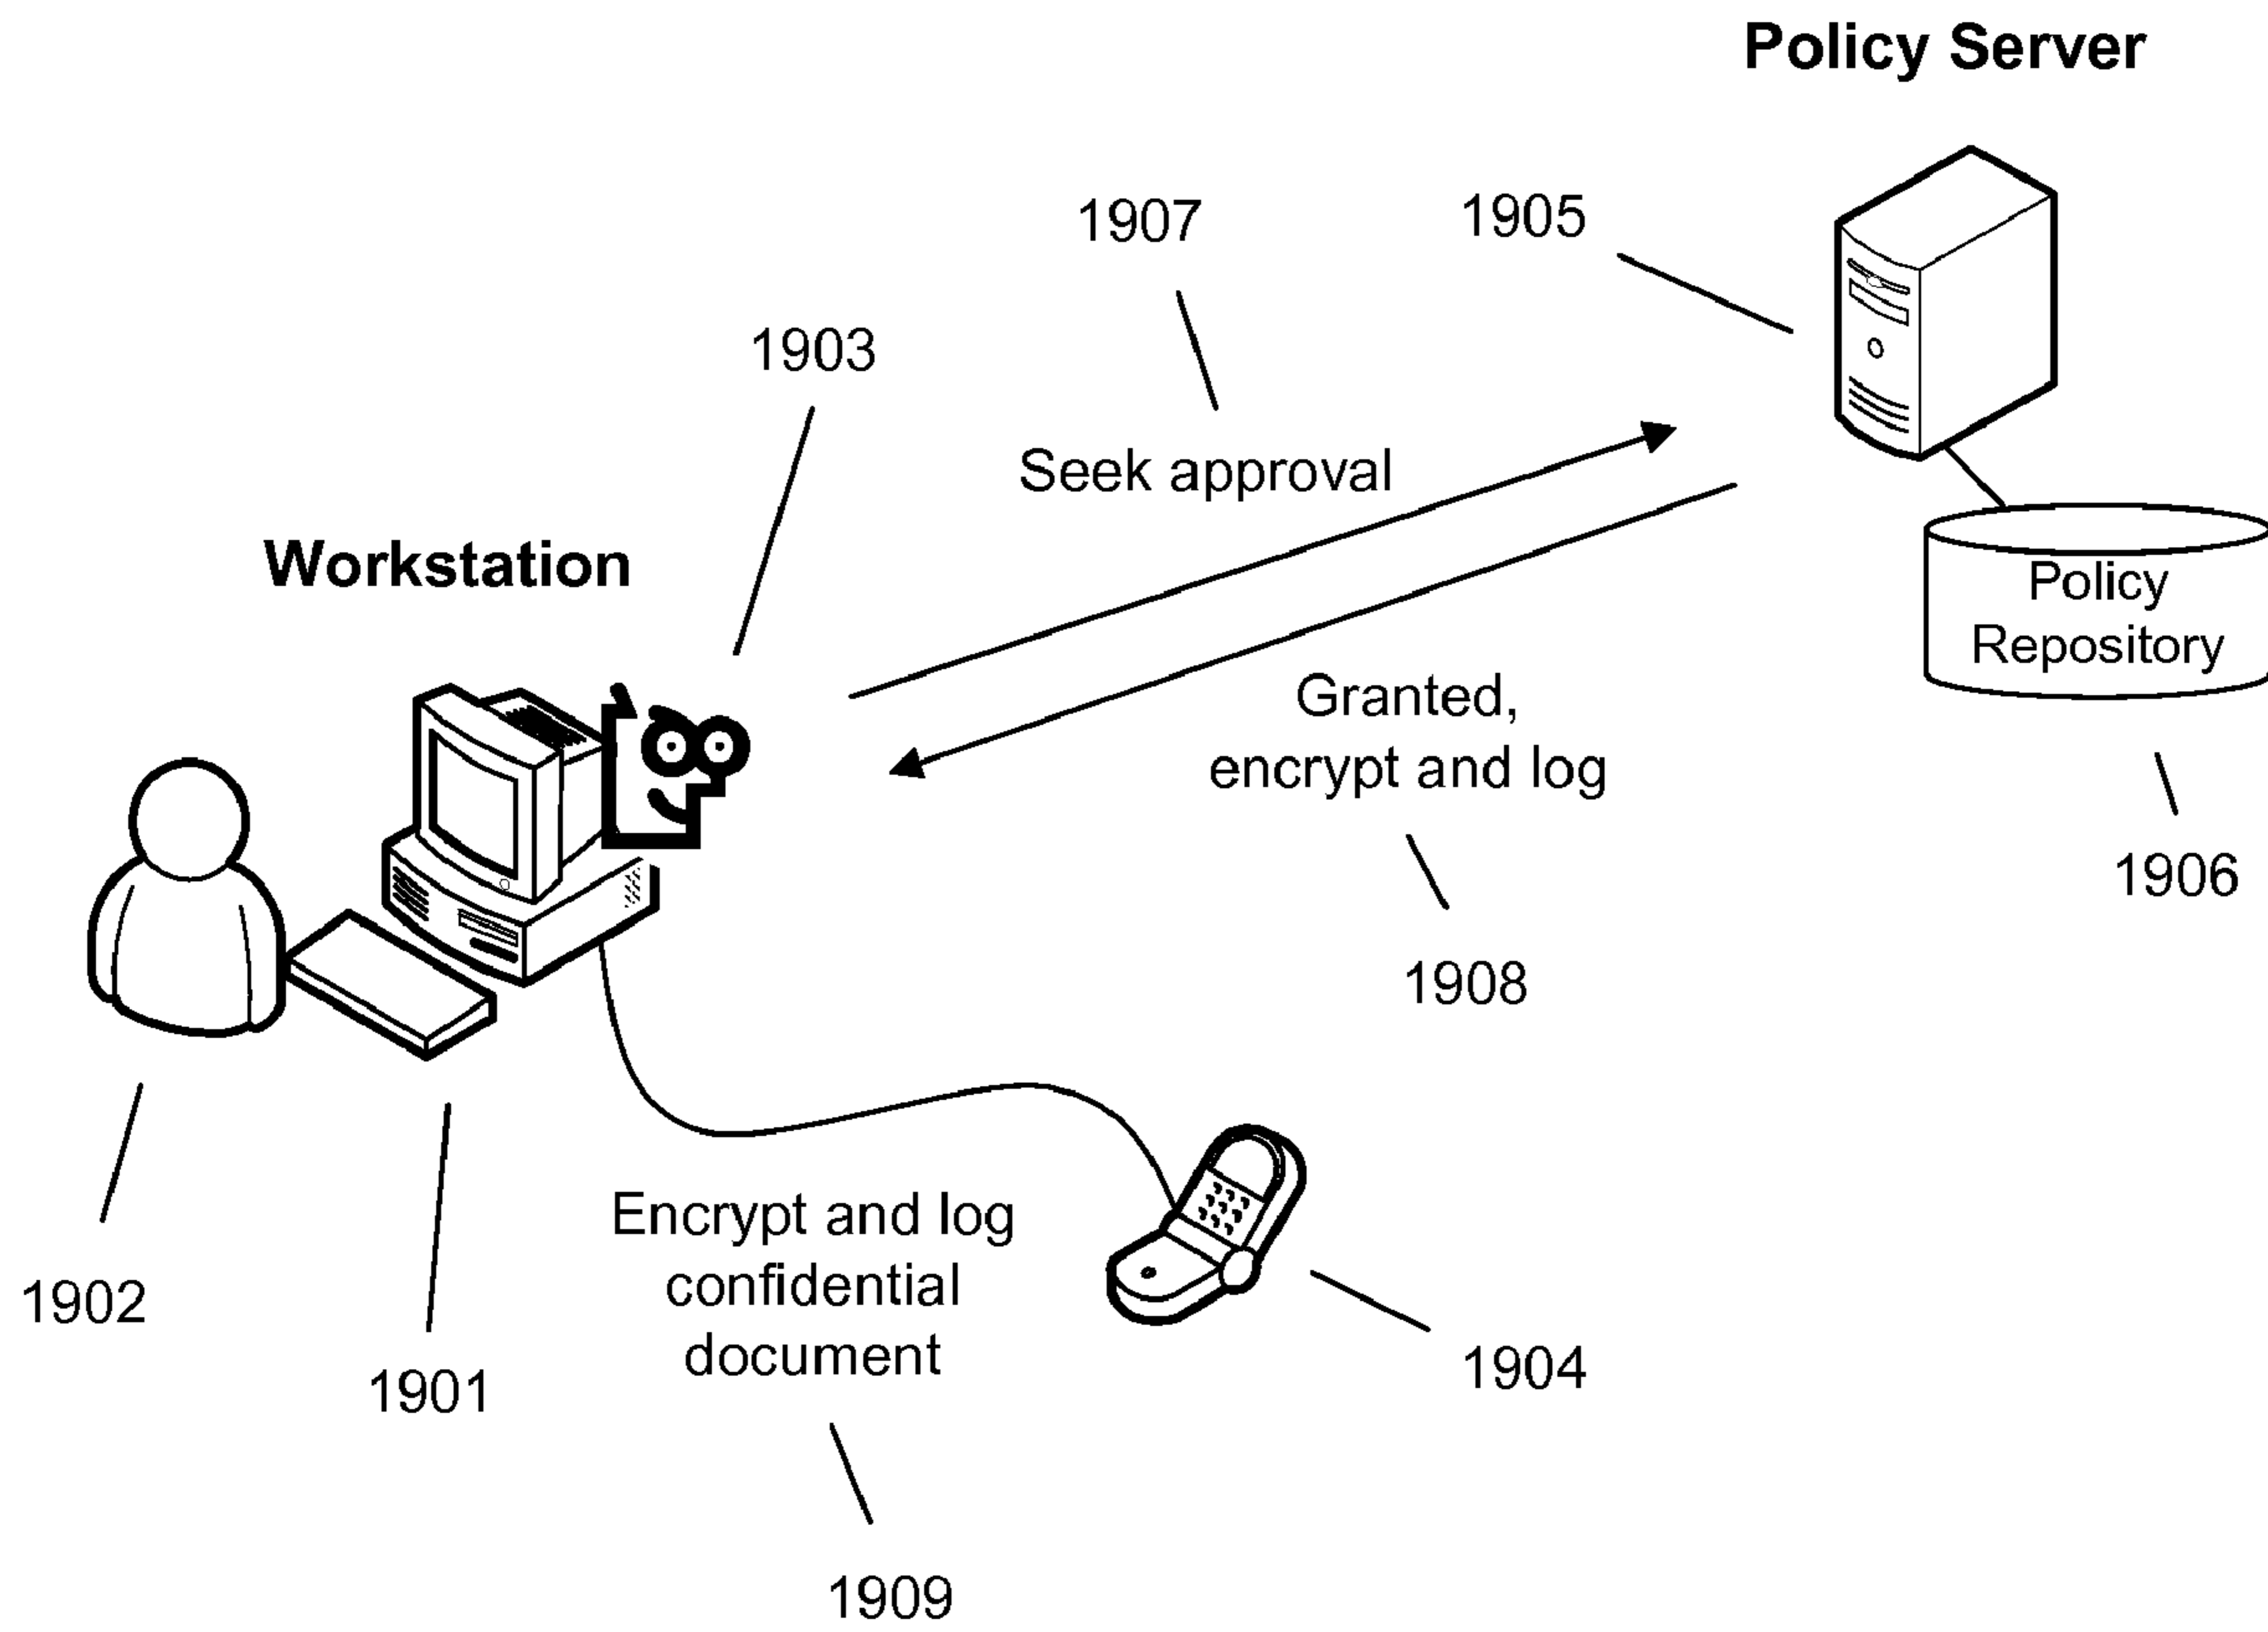 Policy Server
1907
1905
1903
Seek approval
Workstation
Policy
Repository
Granted,
encrypt and log
1906
1908
Encrypt and log
confidential
document
1902
1901
1904
1909